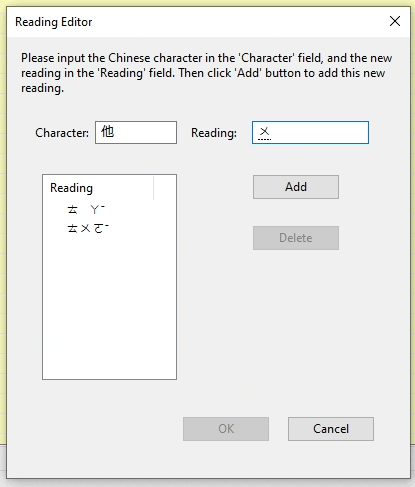 Reading Editor
Please input the Chinese character in the 'Character' field, and the new
reading in the 'Reading' field. Then click 'Add' button to add this new
reading.
Character: 他 Reading: ㄨ
Reading
ㄊ ㄚˉ
ㄊㄨㄛˉ
Add
Delete
OK Cancel